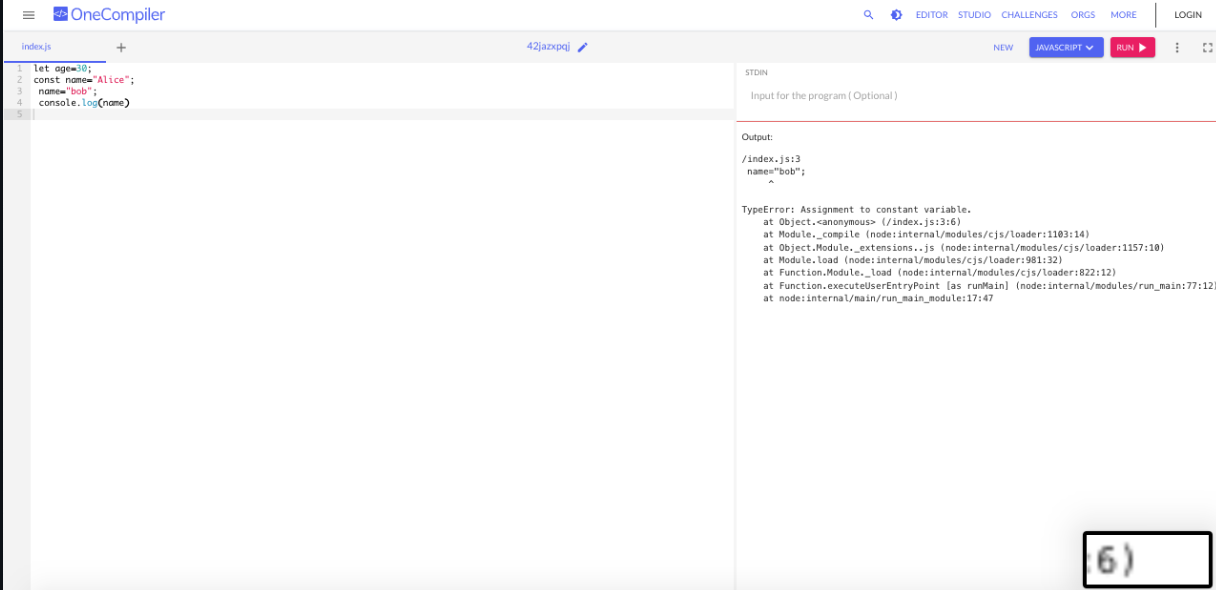 </> OneCompiler
EDITOR STUDIO CHALLENGES ORGS MORE LOGIN
index.js + 42jazxpqj
NEW JAVASCRIPT RUN
1 let age=30;
2 const name="Alice";
3 name="bob";
4 console.log(name)
5
STDIN
Input for the program ( Optional )
Output:
/index.js:3
name="bob";
^
TypeError: Assignment to constant variable.
at Object.<anonymous> (/index.js:3:6)
at Module._compile (node:internal/modules/cjs/loader:1103:14)
at Object.Module._extensions..js (node:internal/modules/cjs/loader:1157:10)
at Module.load (node:internal/modules/cjs/loader:981:32)
at Function.Module._load (node:internal/modules/cjs/loader:822:12)
at Function.executeUserEntryPoint [as runMain] (node:internal/modules/run_main:77:12)
at node:internal/main/run_main_module:17:47
:6)